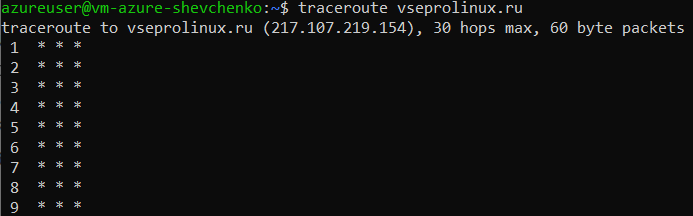 azureuser@vm-azure-shevchenko:~$ traceroute vseprolinux.ru
traceroute to vseprolinux.ru (217.107.219.154), 30 hops max, 60 byte packets
 1  * * *
 2  * * *
 3  * * *
 4  * * *
 5  * * *
 6  * * *
 7  * * *
 8  * * *
 9  * * *